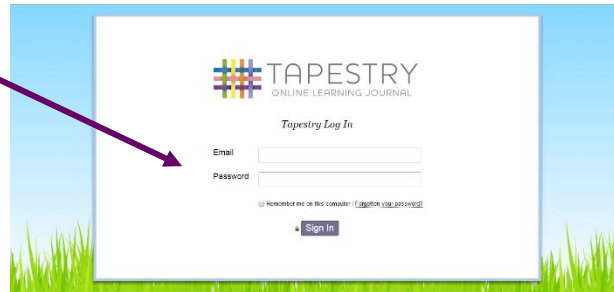 TAPESTRY
ONLINE LEARNING JOURNAL
Tapestry Log In
Email
Password
Remember me on this computer | Forgotten your password?
Sign In